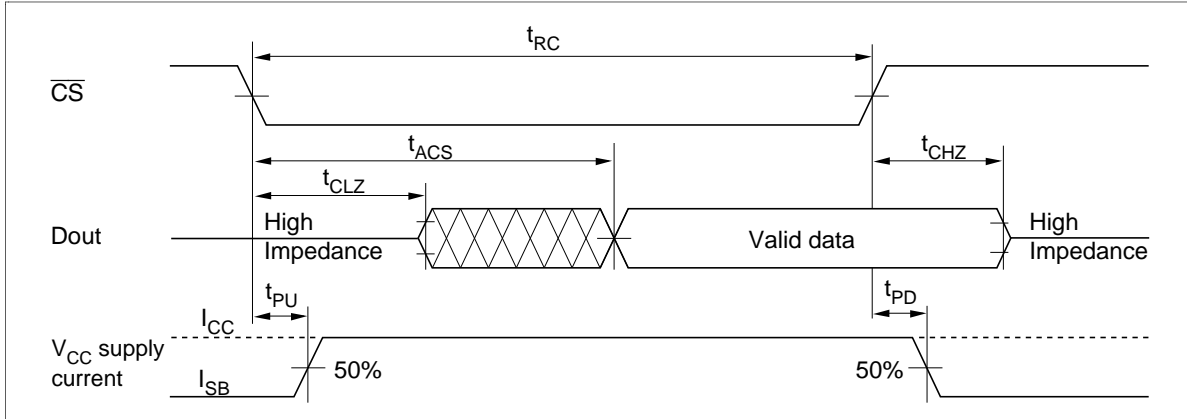 tRC
C̅S̅
tACS
tCHZ
tCLZ
Dout
High
Impedance
Valid data
High
Impedance
tPU
tPD
ICC
VCC supply
current
50%
50%
ISB